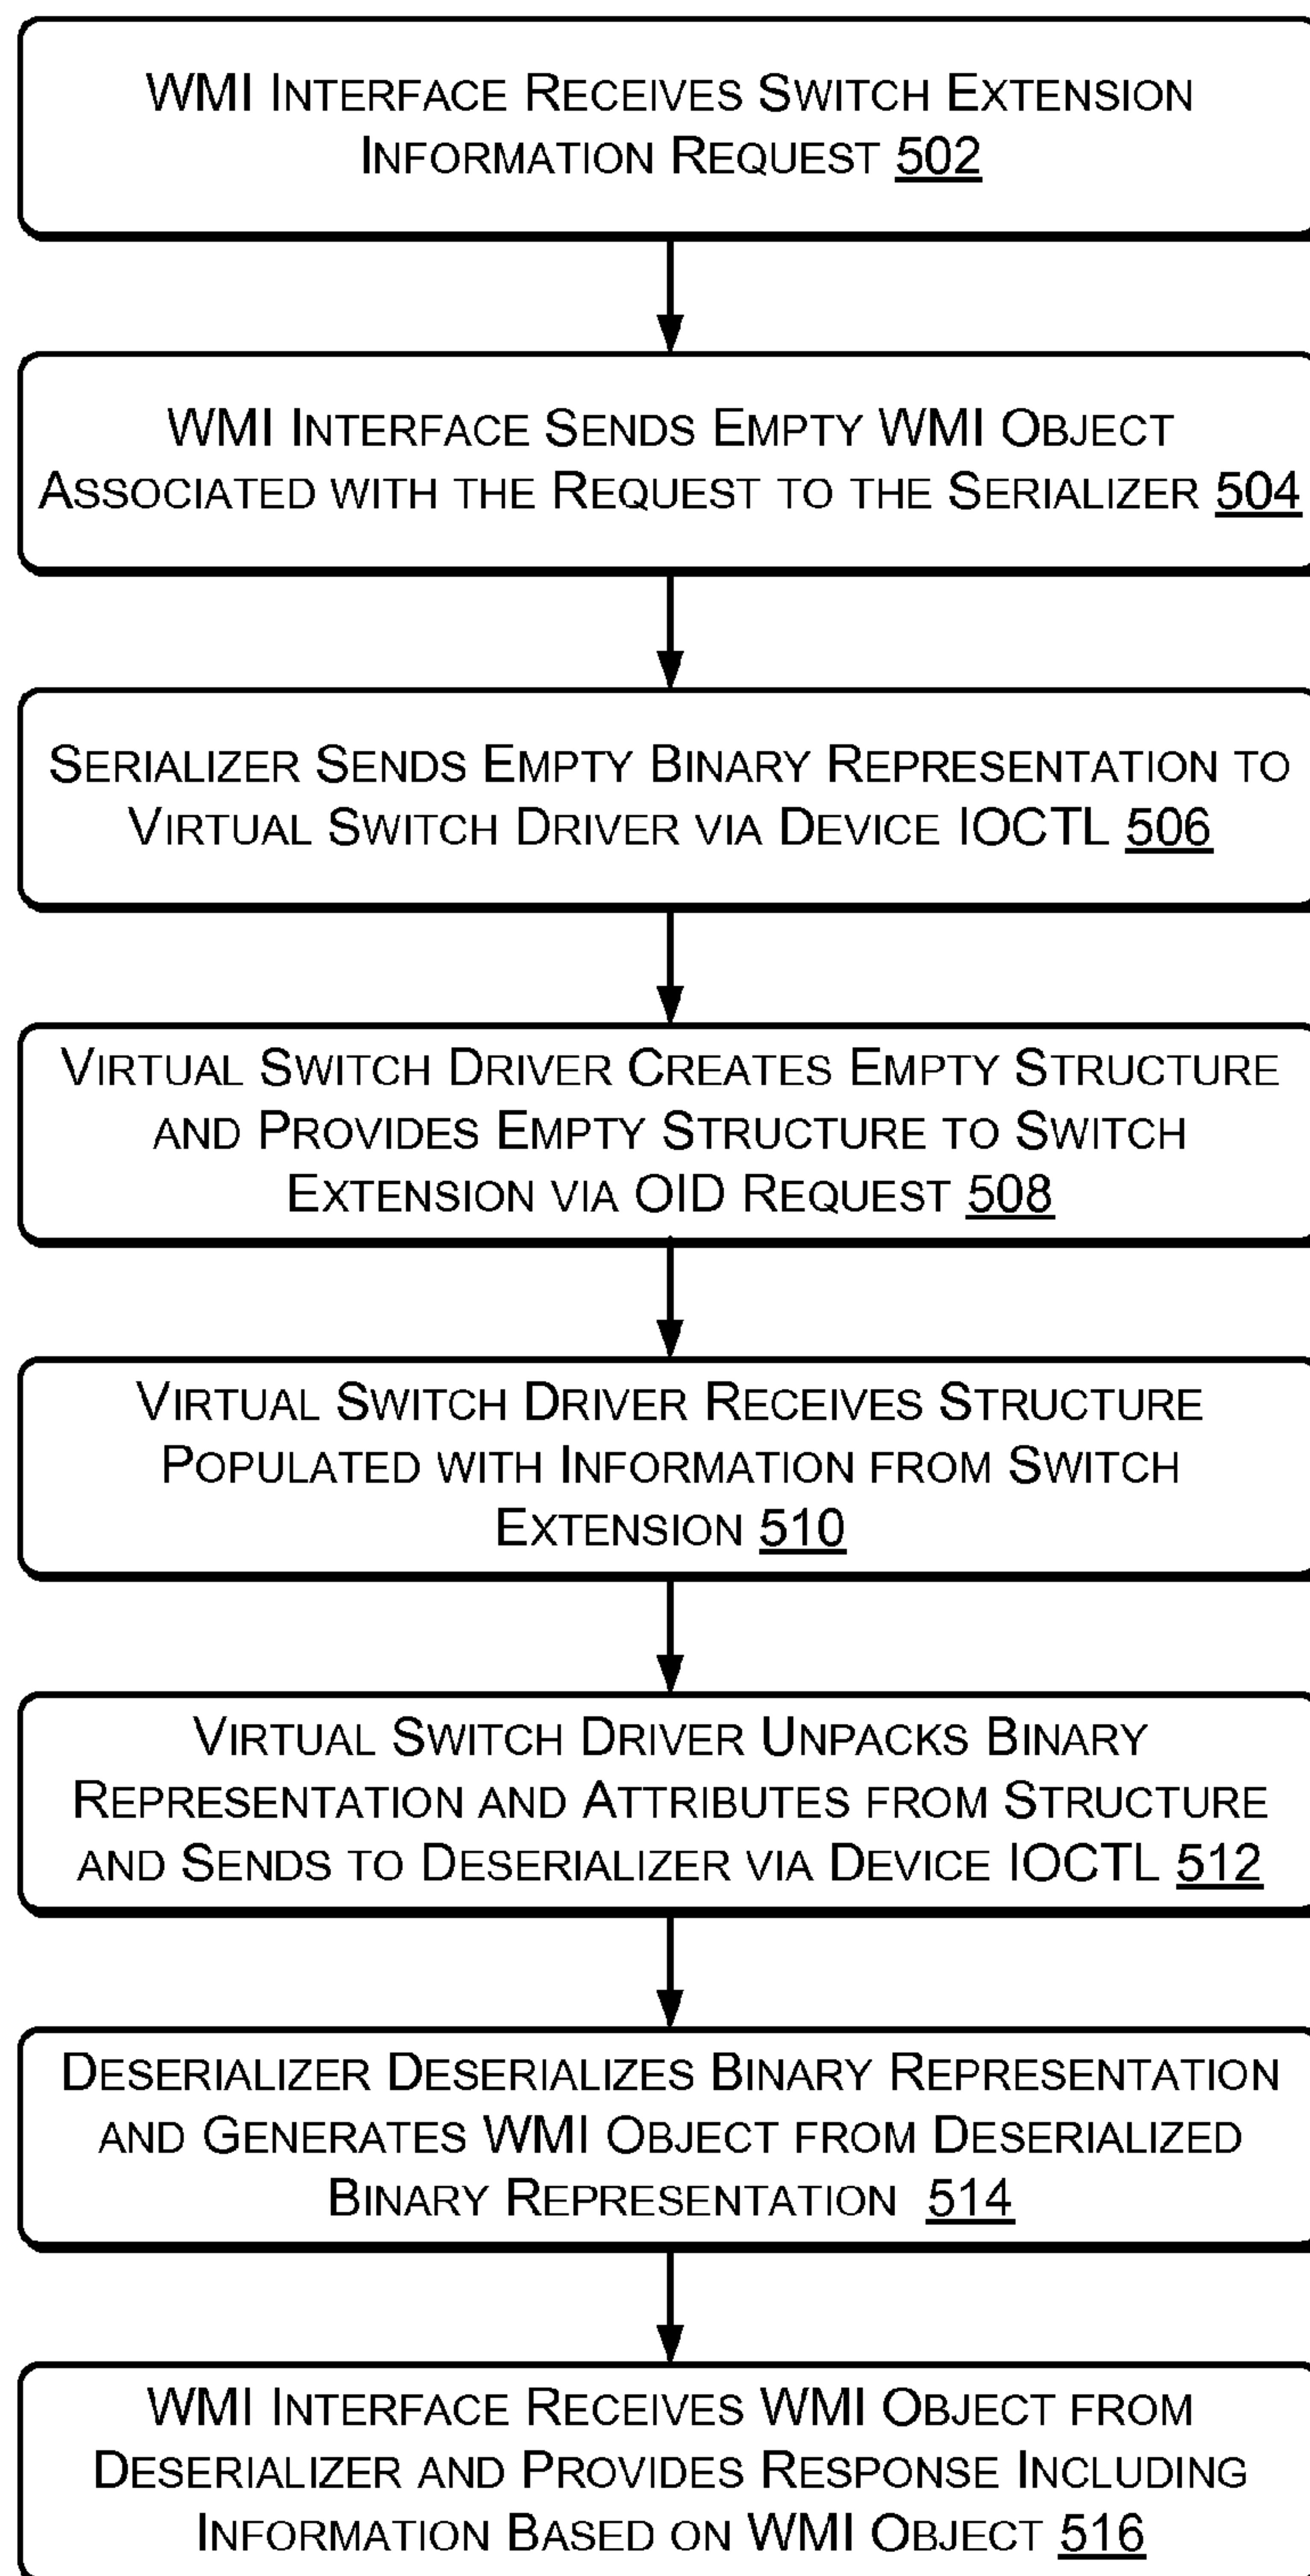 WMI INTERFACE RECEIVES SWITCH EXTENSION
INFORMATION REQUEST 502
WMI INTERFACE SENDS EMPTY WMI OBJECT
ASSOCIATED WITH THE REQUEST TO THE SERIALIZER 504
SERIALIZER SENDS EMPTY BINARY REPRESENTATION TO
VIRTUAL SWITCH DRIVER VIA DEVICE IOCTL 506
VIRTUAL SWITCH DRIVER CREATES EMPTY STRUCTURE
AND PROVIDES EMPTY STRUCTURE TO SWITCH
EXTENSION VIA OID REQUEST 508
VIRTUAL SWITCH DRIVER RECEIVES STRUCTURE
POPULATED WITH INFORMATION FROM SWITCH
EXTENSION 510
VIRTUAL SWITCH DRIVER UNPACKS BINARY
REPRESENTATION AND ATTRIBUTES FROM STRUCTURE
AND SENDS TO DESERIALIZER VIA DEVICE IOCTL 512
DESERIALIZER DESERIALIZES BINARY REPRESENTATION
AND GENERATES WMI OBJECT FROM DESERIALIZED
BINARY REPRESENTATION 514
WMI INTERFACE RECEIVES WMI OBJECT FROM
DESERIALIZER AND PROVIDES RESPONSE INCLUDING
INFORMATION BASED ON WMI OBJECT 516